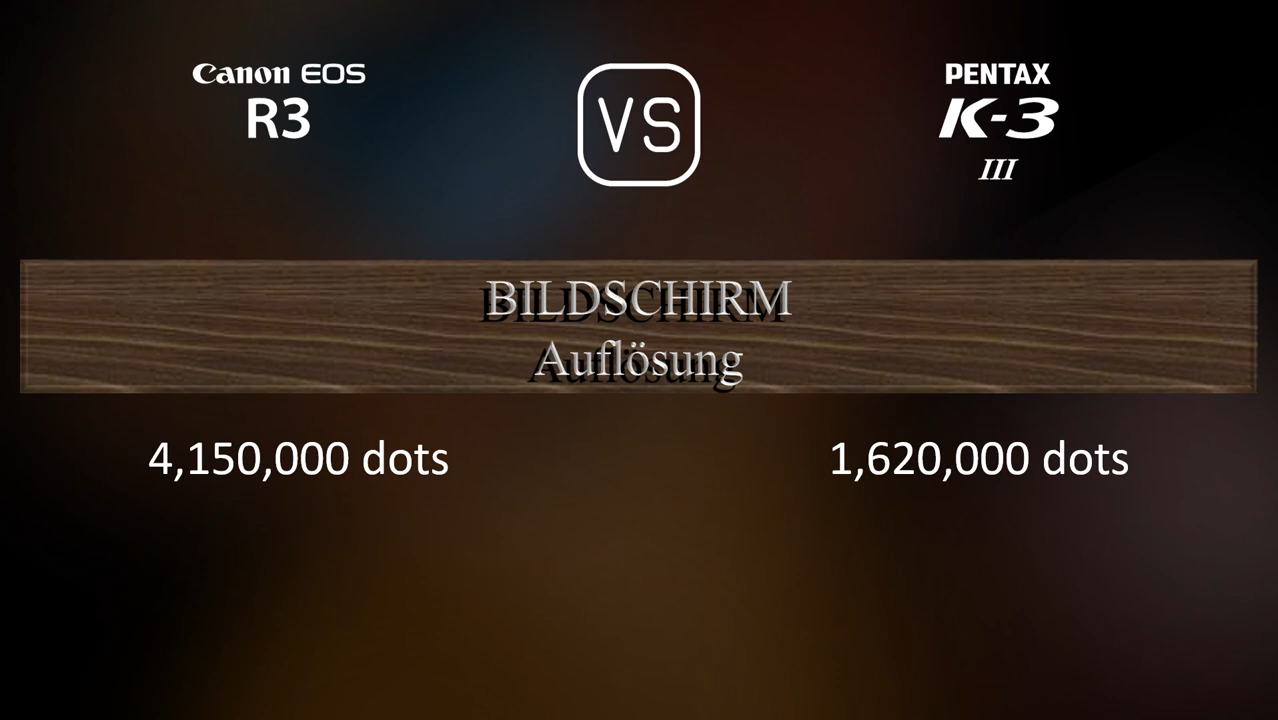 Canon EOS
R3
VS
PENTAX
K-3
III
BILDSCHIRM
Auflösung
4,150,000 dots
1,620,000 dots